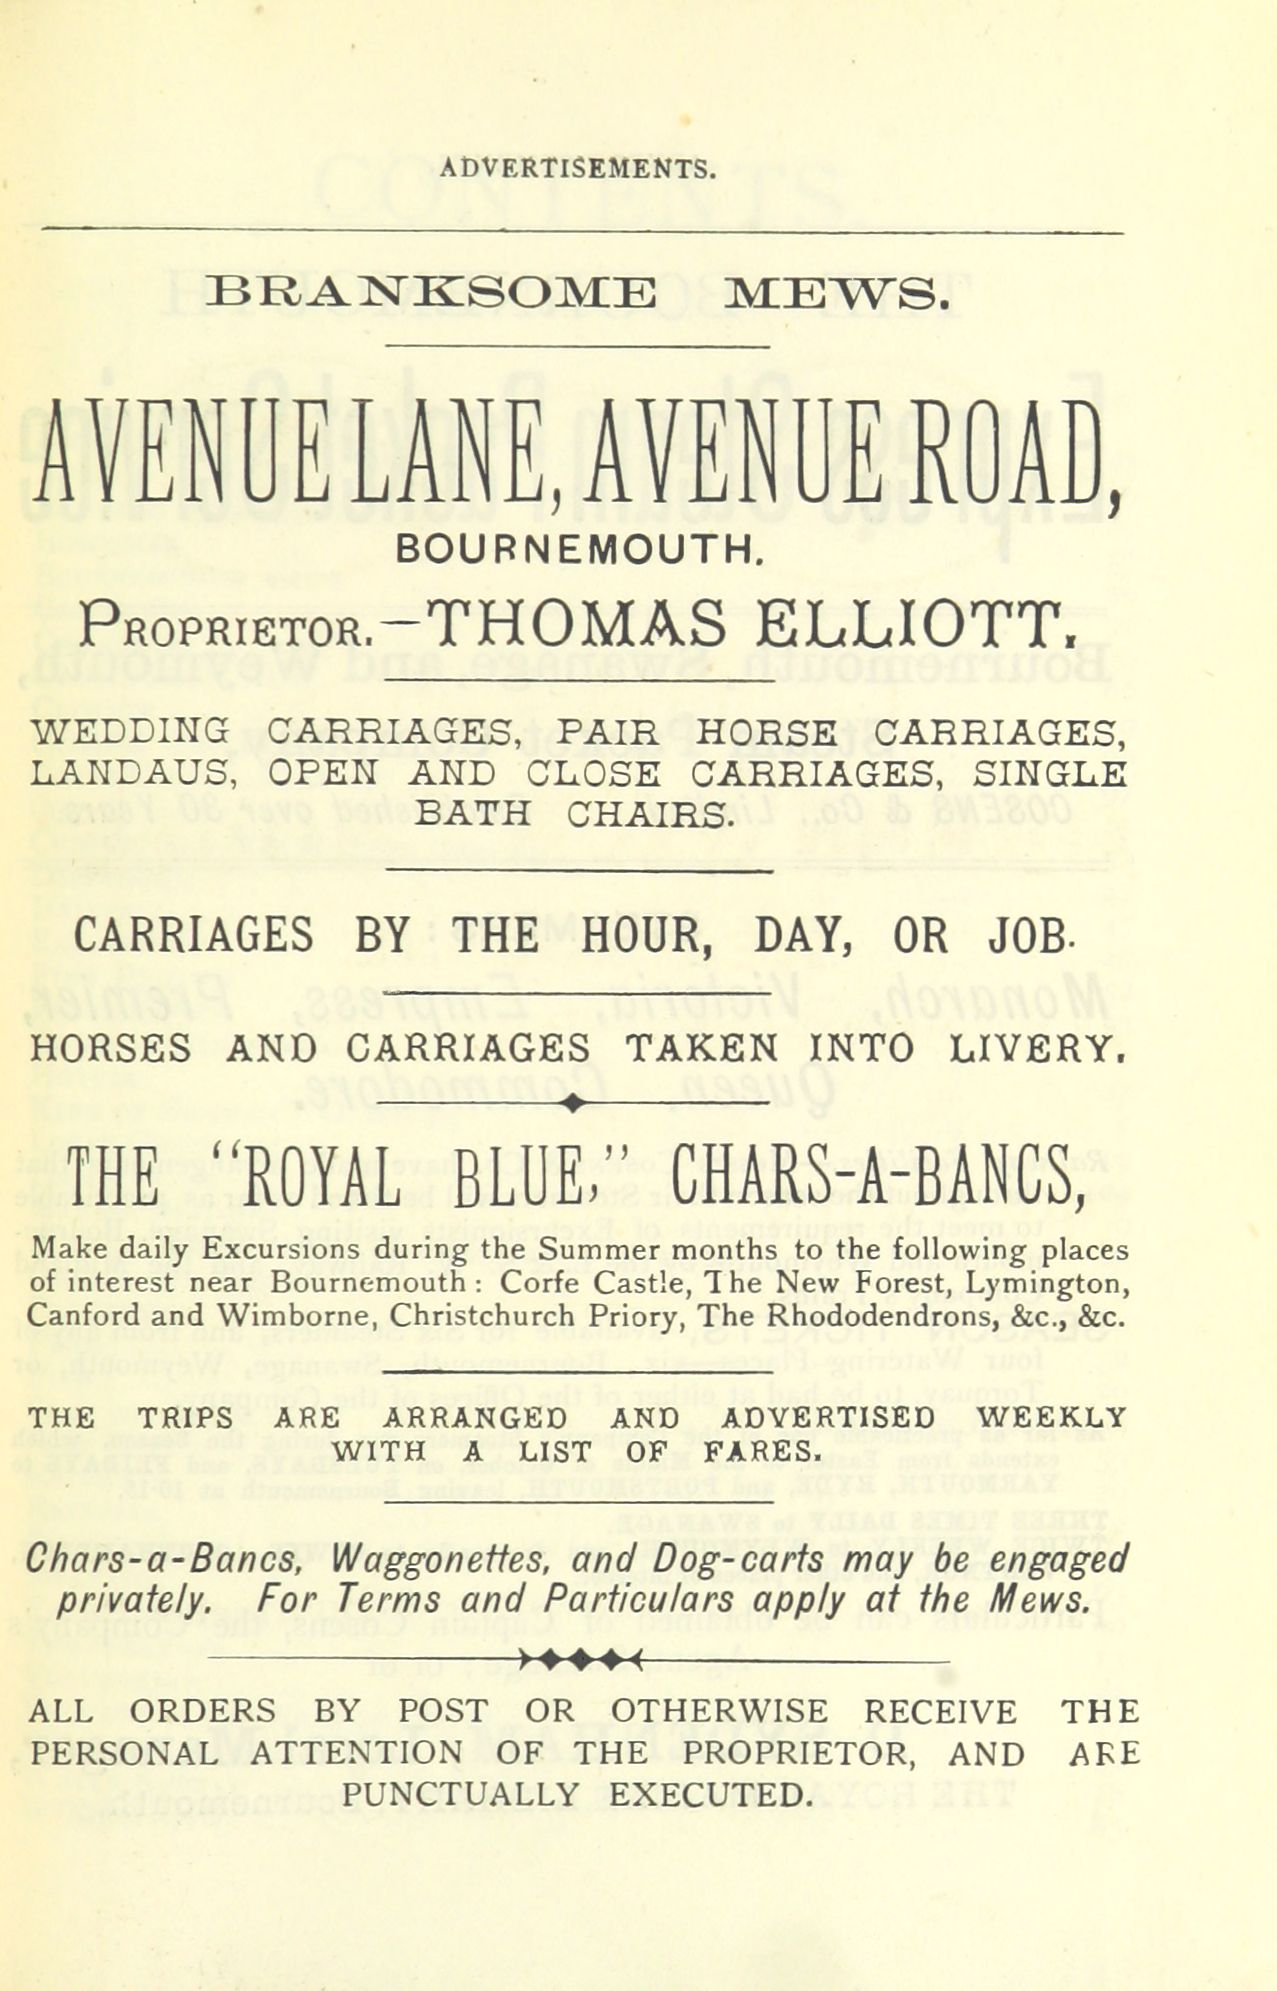 ADVERTISEMENTS.
BRANKSOME MEWS.
AVENUE LANE, AVENUE ROAD,
BOURNEMOUTH.
PROPRIETOR.—THOMAS ELLIOTT.
WEDDING CARRIAGES, PAIR HORSE CARRIAGES,
LANDAUS, OPEN AND CLOSE CARRIAGES, SINGLE
BATH CHAIRS.
CARRIAGES BY THE HOUR, DAY, OR JOB.
HORSES AND CARRIAGES TAKEN INTO LIVERY.
THE "ROYAL BLUE," CHARS-A-BANCS,
Make daily Excursions during the Summer months to the following places
of interest near Bournemouth: Corfe Castle, The New Forest, Lymington,
Canford and Wimborne, Christchurch Priory, The Rhododendrons, &c., &c.
THE TRIPS ARE ARRANGED AND ADVERTISED WEEKLY
WITH A LIST OF FARES.
Chars-a-Bancs, Waggonettes, and Dog-carts may be engaged
privately. For Terms and Particulars apply at the Mews.
ALL ORDERS BY POST OR OTHERWISE RECEIVE THE
PERSONAL ATTENTION OF THE PROPRIETOR, AND ARE
PUNCTUALLY EXECUTED.